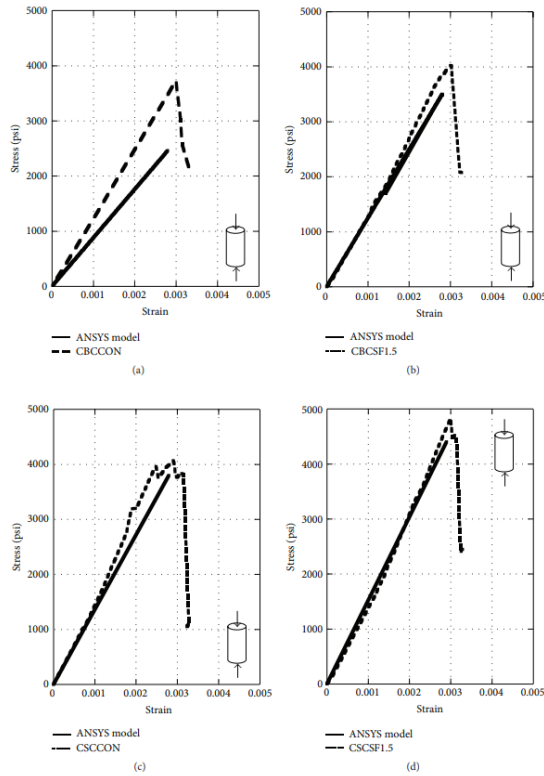 5000
4000
3000
2000
1000
0
Stress (psi)
0 0.001 0.002 0.003 0.004 0.005
Strain
ANSYS model
CBCCON
(a)
5000
4000
3000
2000
1000
0
Stress (psi)
0 0.001 0.002 0.003 0.004 0.005
Strain
ANSYS model
CBCSF1.5
(b)
5000
4000
3000
2000
1000
0
Stress (psi)
0 0.001 0.002 0.003 0.004 0.005
Strain
ANSYS model
CSCCON
(c)
5000
4000
3000
2000
1000
0
Stress (psi)
0 0.001 0.002 0.003 0.004 0.005
Strain
ANSYS model
CSCSF1.5
(d)